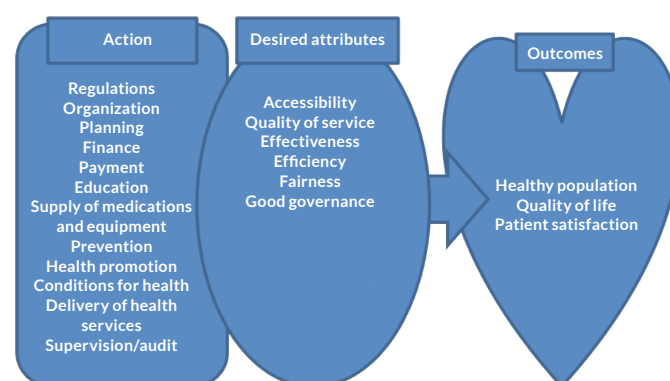 Action
Regulations
Organization
Planning
Finance
Payment
Education
Supply of medications
and equipment
Prevention
Health promotion
Conditions for health
Delivery of health
services
Supervision/audit
Desired attributes
Accessibility
Quality of service
Effectiveness
Efficiency
Fairness
Good governance
Outcomes
Healthy population
Quality of life
Patient satisfaction